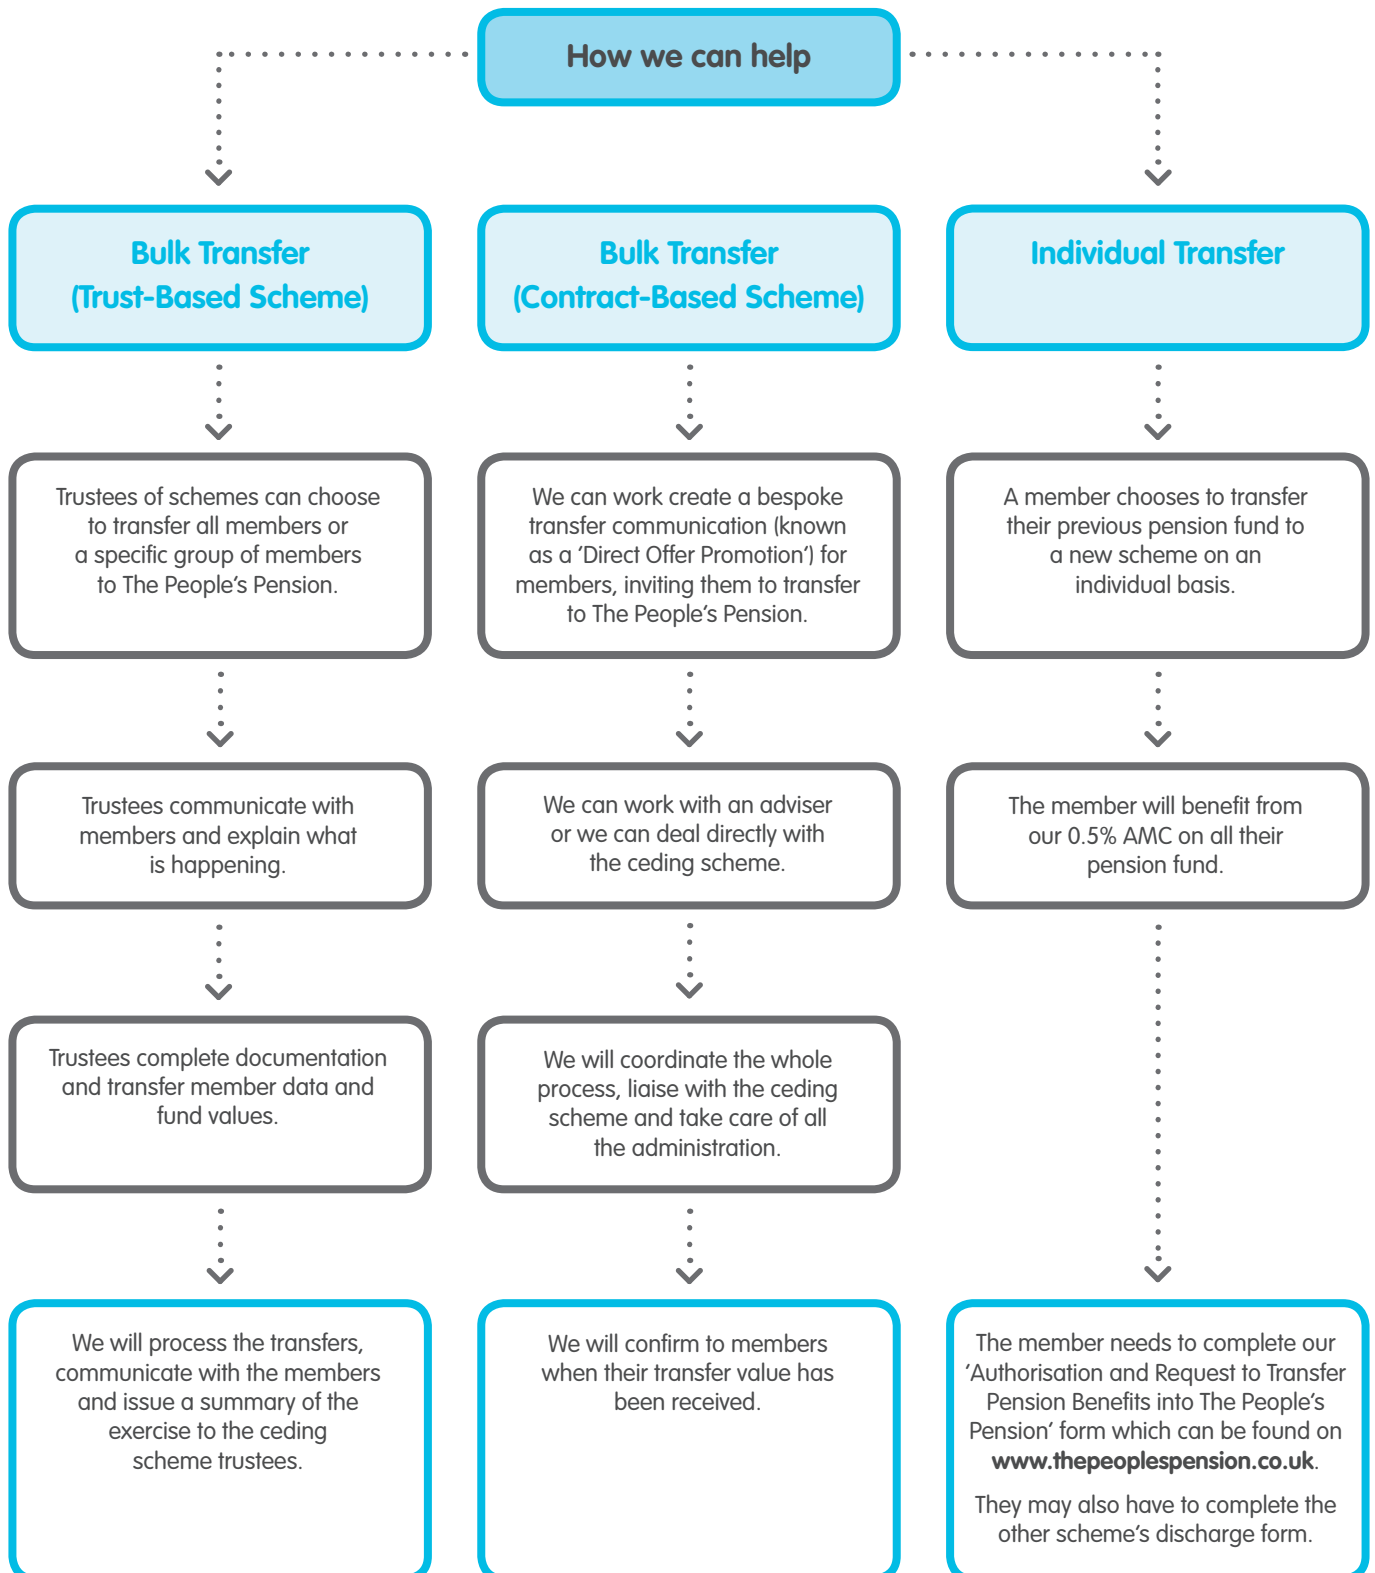 How we can help
Bulk Transfer
(Trust-Based Scheme)
Trustees of schemes can choose
to transfer all members or
a specific group of members
to The People's Pension.
Trustees communicate with
members and explain what
is happening.
Trustees complete documentation
and transfer member data and
fund values.
We will process the transfers,
communicate with the members
and issue a summary of the
exercise to the ceding
scheme trustees.
Bulk Transfer
(Contract-Based Scheme)
We can work create a bespoke
transfer communication (known
as a 'Direct Offer Promotion') for
members, inviting them to transfer
to The People's Pension.
We can work with an adviser
or we can deal directly with
the ceding scheme.
We will coordinate the whole
process, liaise with the ceding
scheme and take care of all
the administration.
We will confirm to members
when their transfer value has
been received.
Individual Transfer
A member chooses to transfer
their previous pension fund to
a new scheme on an
individual basis.
The member will benefit from
our 0.5% AMC on all their
pension fund.
The member needs to complete our
'Authorisation and Request to Transfer
Pension Benefits into The People's
Pension' form which can be found on
www.thepeoplespension.co.uk.
They may also have to complete the
other scheme's discharge form.